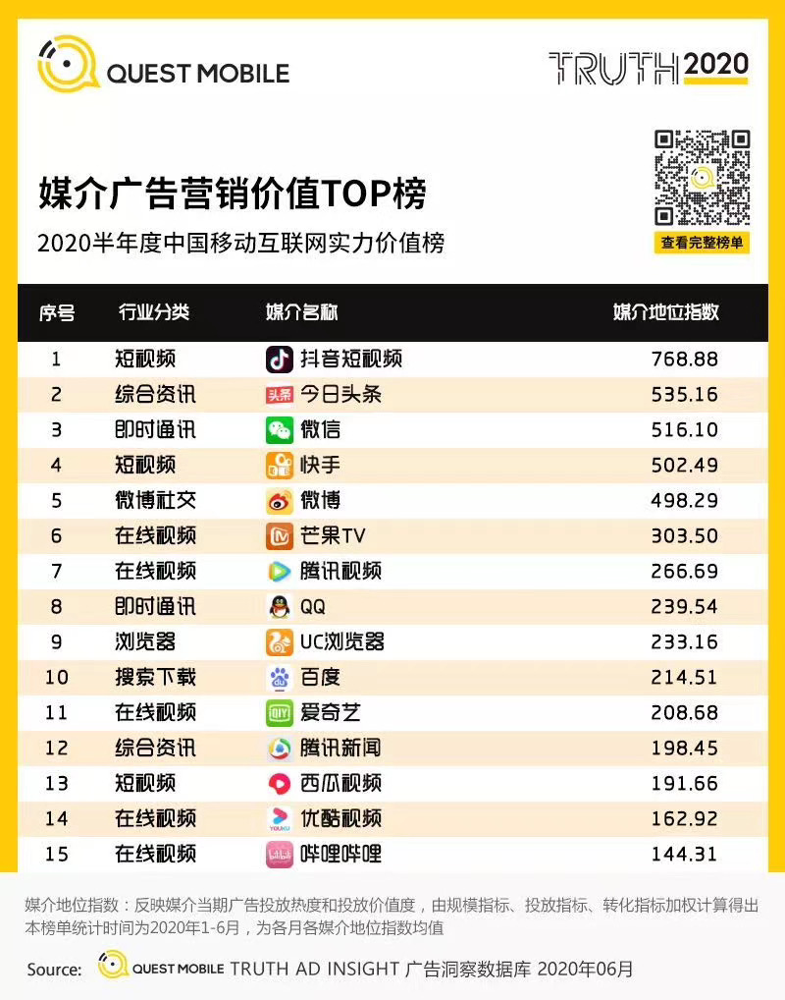 QUEST MOBILE
TRUTH 2020
媒介广告营销价值TOP榜
2020半年度中国移动互联网实力价值榜
查看完整榜单
序号 行业分类 媒介名称 媒介地位指数
1 短视频 抖音短视频 768.88
2 综合资讯 头条 今日头条 535.16
3 即时通讯 微信 516.10
4 短视频 快手 502.49
5 微博社交 微博 498.29
6 在线视频 芒果TV 303.50
7 在线视频 腾讯视频 266.69
8 即时通讯 QQ 239.54
9 浏览器 UC浏览器 233.16
10 搜索下载 du 百度 214.51
11 在线视频 iQIYI 爱奇艺 208.68
12 综合资讯 腾讯新闻 198.45
13 短视频 西瓜视频 191.66
14 在线视频 YOUKU 优酷视频 162.92
15 在线视频 bilibili 哔哩哔哩 144.31
媒介地位指数：反映媒介当期广告投放热度和投放价值度，由规模指标、投放指标、转化指标加权计算得出
本榜单统计时间为2020年1-6月，为各月各媒介地位指数均值
Source: QUEST MOBILE TRUTH AD INSIGHT 广告洞察数据库 2020年06月